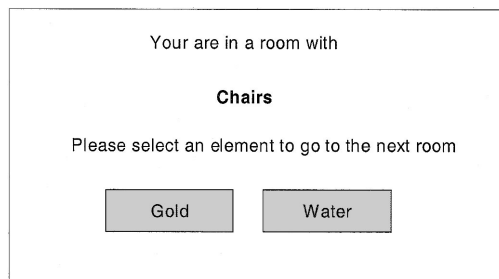 Your are in a room with
Chairs
Please select an element to go to the next room
Gold Water